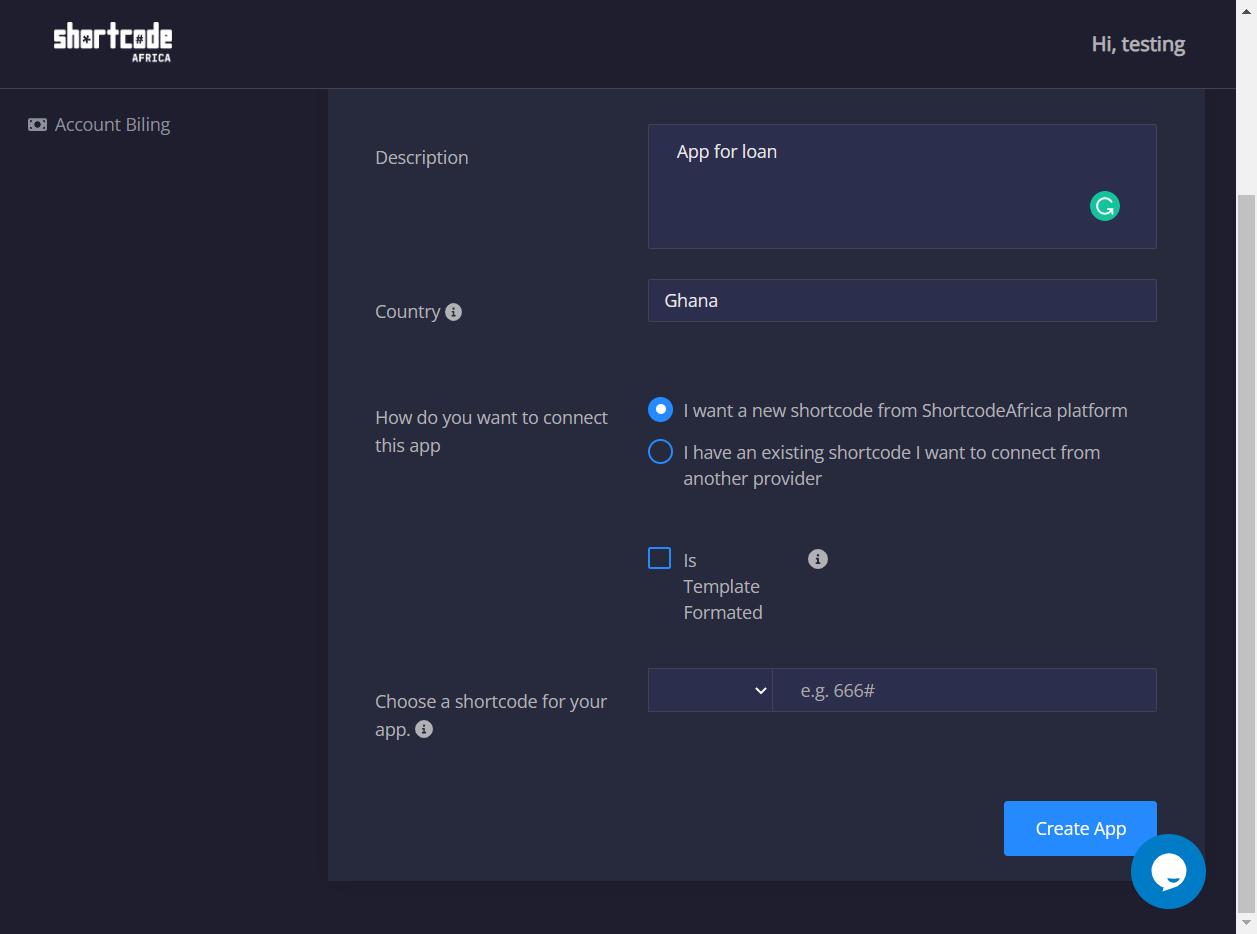 shortcode
AFRICA
Hi, testing
Account Biling
Description
App for loan
Country
Ghana
How do you want to connect
this app
I want a new shortcode from ShortcodeAfrica platform
I have an existing shortcode I want to connect from
another provider
Is
Template
Formated
Choose a shortcode for your
app.
e.g. 666#
Create App